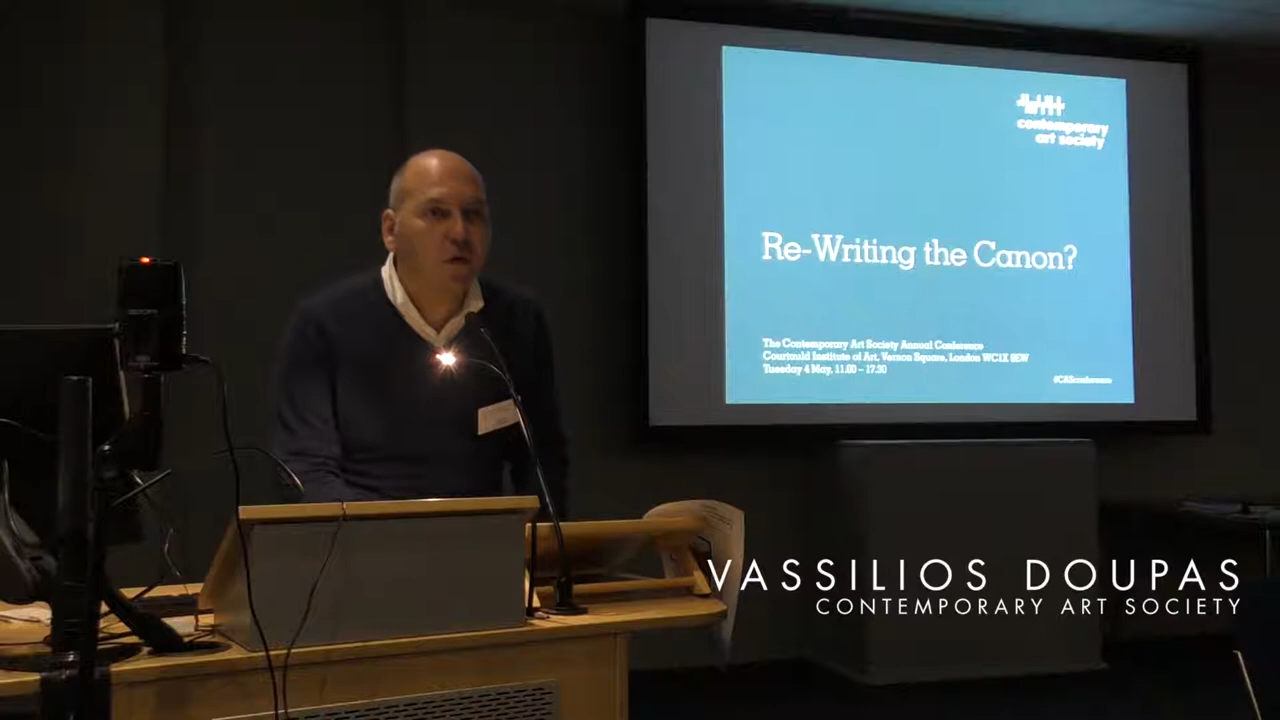 contemporary
art society
Re-Writing the Canon?
The Contemporary Art Society Annual Conference
Courtauld Institute of Art, Vernon Square, London WC1X 9EW
Tuesday 4 May, 11.00 – 17.30
#CASconference
VASSILIOS DOUPAS
CONTEMPORARY ART SOCIETY